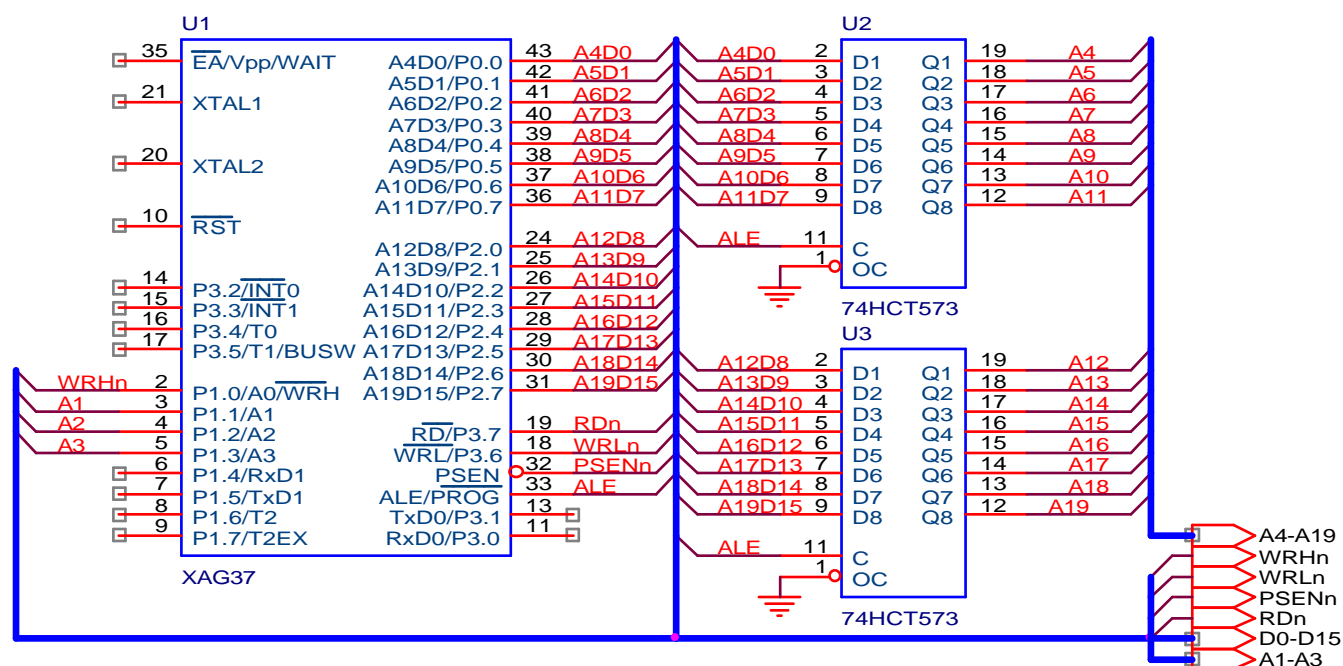 U1
35 EA/Vpp/WAIT
21 XTAL1
20 XTAL2
10 RST
14 P3.2/INT0
15 P3.3/INT1
16 P3.4/T0
17 P3.5/T1/BUSW
WRHn 2 P1.0/A0/WRH
A1 3 P1.1/A1
A2 4 P1.2/A2
A3 5 P1.3/A3
6 P1.4/RxD1
7 P1.5/TxD1
8 P1.6/T2
9 P1.7/T2EX
A4D0/P0.0 43 A4D0
A5D1/P0.1 42 A5D1
A6D2/P0.2 41 A6D2
A7D3/P0.3 40 A7D3
A8D4/P0.4 39 A8D4
A9D5/P0.5 38 A9D5
A10D6/P0.6 37 A10D6
A11D7/P0.7 36 A11D7
A12D8/P2.0 24 A12D8
A13D9/P2.1 25 A13D9
A14D10/P2.2 26 A14D10
A15D11/P2.3 27 A15D11
A16D12/P2.4 28 A16D12
A17D13/P2.5 29 A17D13
A18D14/P2.6 30 A18D14
A19D15/P2.7 31 A19D15
RD/P3.7 19 RDn
WRL/P3.6 18 WRLn
PSEN 32 PSENn
ALE/PROG 33 ALE
TxD0/P3.1 13
RxD0/P3.0 11
XAG37
U2
A4D0 2 D1 Q1 19 A4
A5D1 3 D2 Q2 18 A5
A6D2 4 D3 Q3 17 A6
A7D3 5 D4 Q4 16 A7
A8D4 6 D5 Q5 15 A8
A9D5 7 D6 Q6 14 A9
A10D6 8 D7 Q7 13 A10
A11D7 9 D8 Q8 12 A11
ALE 11 C
1 OC
74HCT573
U3
A12D8 2 D1 Q1 19 A12
A13D9 3 D2 Q2 18 A13
A14D10 4 D3 Q3 17 A14
A15D11 5 D4 Q4 16 A15
A16D12 6 D5 Q5 15 A16
A17D13 7 D6 Q6 14 A17
A18D14 8 D7 Q7 13 A18
A19D15 9 D8 Q8 12 A19
ALE 11 C
1 OC
74HCT573
A4-A19
WRHn
WRLn
PSENn
RDn
D0-D15
A1-A3